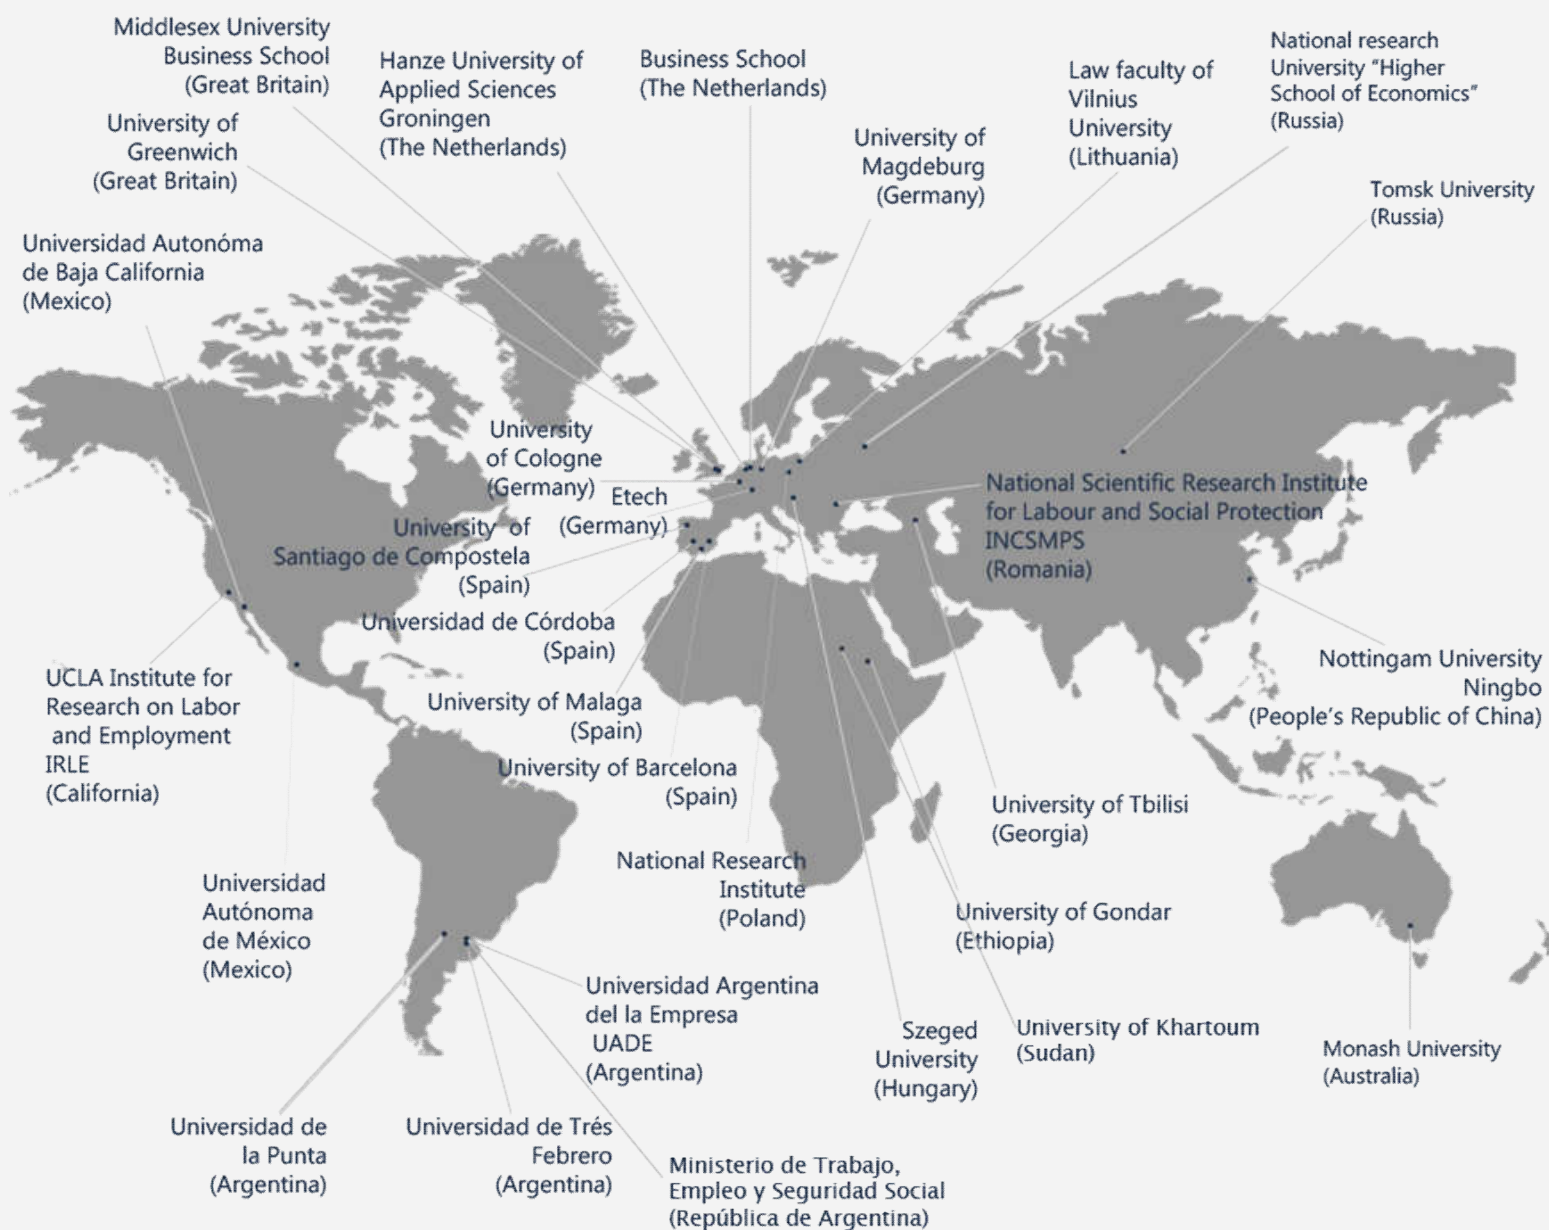 Middlesex University
Business School
(Great Britain)
Hanze University of
Applied Sciences
Groningen
(The Netherlands)
Business School
(The Netherlands)
Law faculty of
Vilnius
University
(Lithuania)
National research
University “Higher
School of Economics”
(Russia)
University of
Greenwich
(Great Britain)
University of
Magdeburg
(Germany)
Tomsk University
(Russia)
Universidad Autonóma
de Baja California
(Mexico)
University
of Cologne
(Germany)
Etech
(Germany)
National Scientific Research Institute
for Labour and Social Protection
INCSMPS
(Romania)
University of
Santiago de Compostela
(Spain)
Universidad de Córdoba
(Spain)
UCLA Institute for
Research on Labor
and Employment
IRLE
(California)
University of Malaga
(Spain)
Nottingam University
Ningbo
(People's Republic of China)
University of Barcelona
(Spain)
University of Tbilisi
(Georgia)
National Research
Institute
(Poland)
Universidad
Autónoma
de México
(Mexico)
University of Gondar
(Ethiopia)
Universidad Argentina
del la Empresa
UADE
(Argentina)
Szeged
University
(Hungary)
University of Khartoum
(Sudan)
Monash University
(Australia)
Universidad de
la Punta
(Argentina)
Universidad de Trés
Febrero
(Argentina)
Ministerio de Trabajo,
Empleo y Seguridad Social
(República de Argentina)